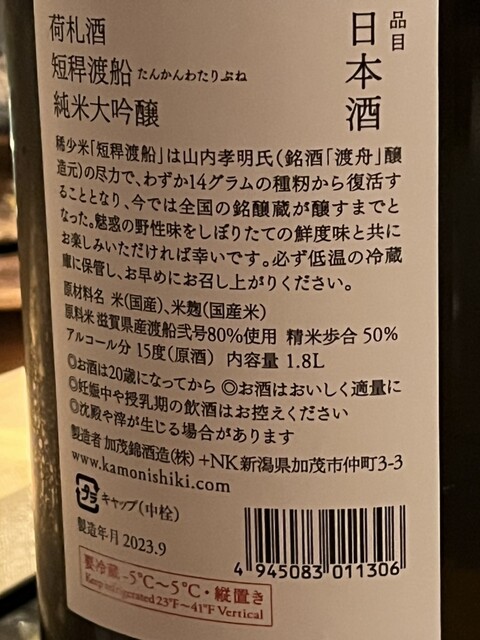 品目
日本酒
荷札酒
短稈渡船 たんかんわたりぶね
純米大吟醸
稀少米「短稈渡船」は山内孝明氏(銘酒「渡舟」醸
造元)の尽力で、わずか14グラムの種籾から復活す
ることとなり、今では全国の銘醸蔵が醸すまでと
なった。魅惑の野性味をしぼりたての鮮度味と共に
お楽しみいただければ幸いです。必ず低温の冷蔵
庫に保管し、お早めにお召し上がりください。
原材料名 米(国産)、米麹(国産米)
原料米 滋賀県産渡船弐号80%使用 精米歩合 50%
アルコール分 15度(原酒) 内容量 1.8L
◎お酒は20歳になってから ◎お酒はおいしく適量に
◎妊娠中や授乳期の飲酒はお控えください
◎沈殿や滓が生じる場合があります
製造者 加茂錦酒造(株)+NK新潟県加茂市仲町3-3
www.kamonishiki.com
プラ キャップ(中栓)
製造年月 2023.9
4 945083 011306
要冷蔵 -5℃〜5℃・縦置き
Keep refrigerated 23°F~41°F Vertical